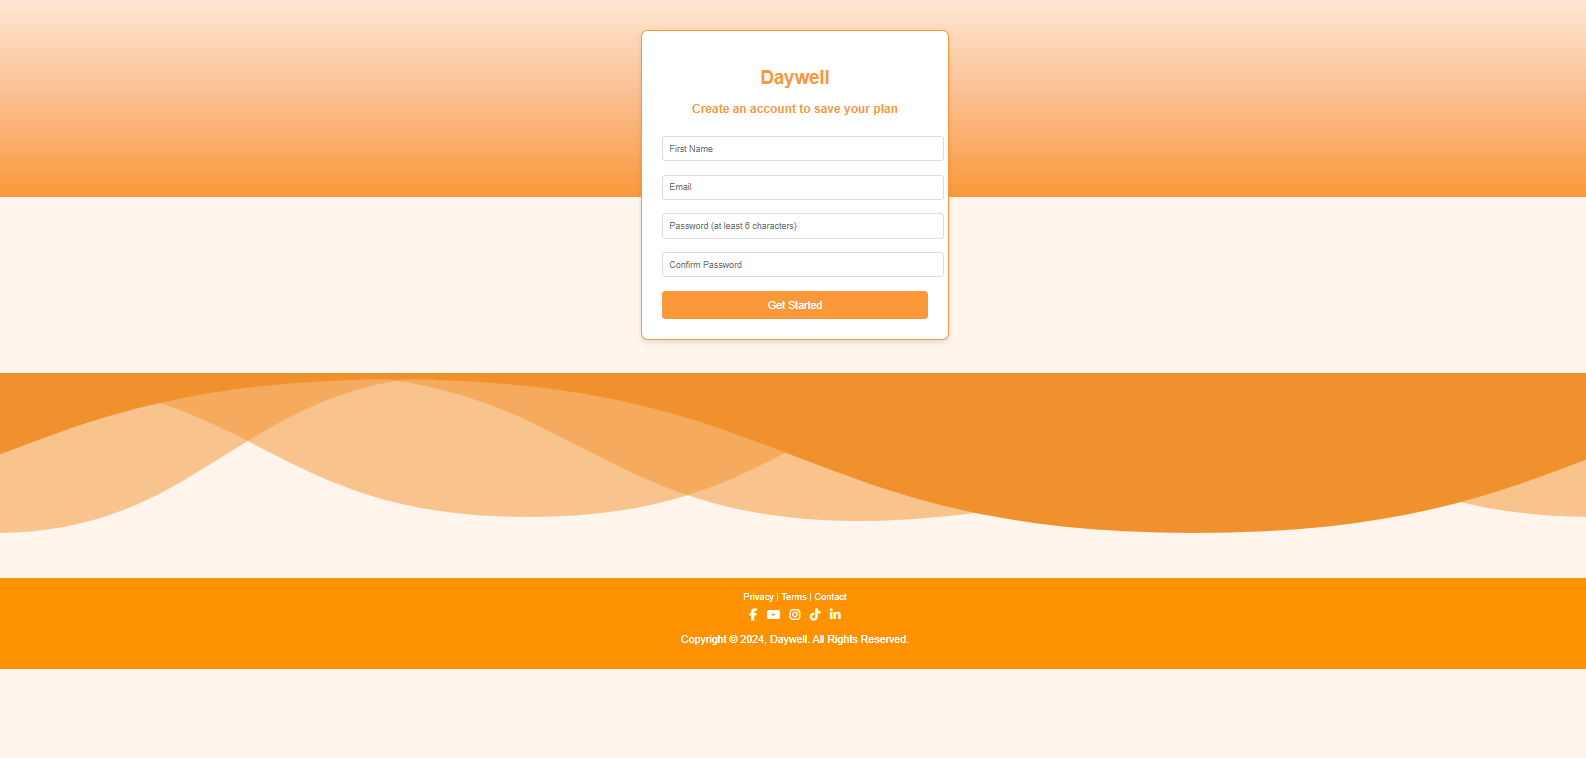 Daywell
Create an account to save your plan
First Name
Email
Password (at least 6 characters)
Confirm Password
Get Started
Privacy | Terms | Contact
Copyright © 2024, Daywell. All Rights Reserved.